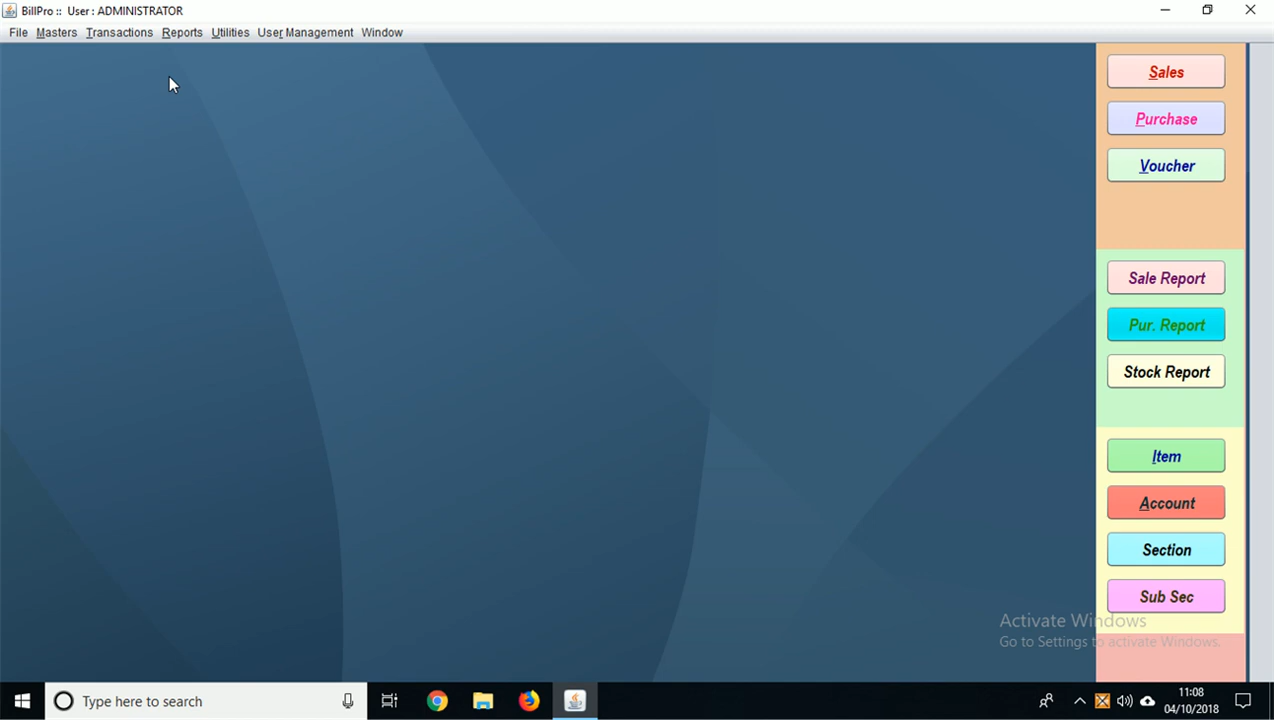 BillPro :: User : ADMINISTRATOR
File Masters Transactions Reports Utilities User Management Window
Sales
Purchase
Voucher
Sale Report
Pur. Report
Stock Report
Item
Account
Section
Sub Sec
Activate Windows
Go to Settings to activate Windows.
Type here to search
11:08
04/10/2018